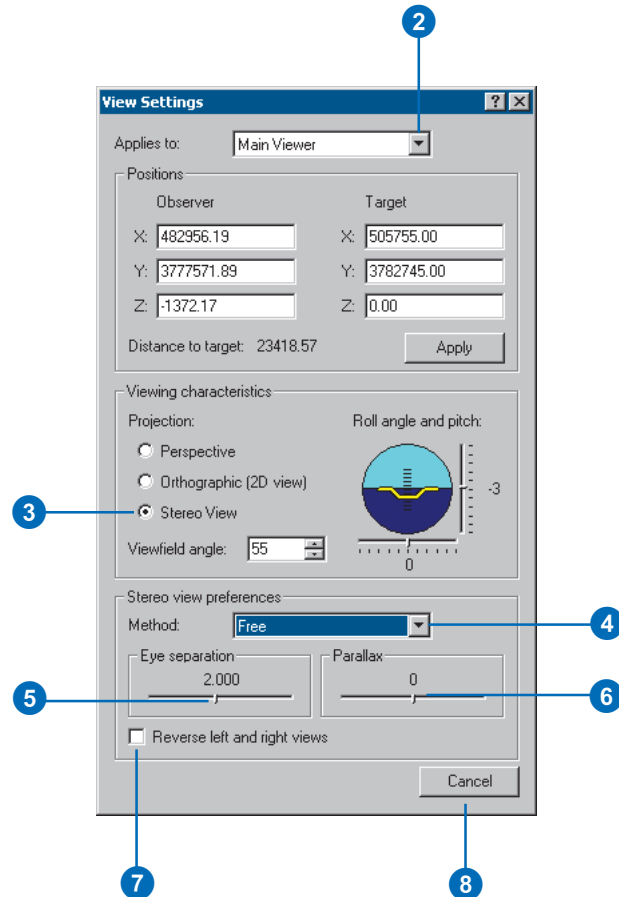 2
View Settings
? ×
Applies to: Main Viewer
Positions
Observer Target
X: 482956.19 X: 505755.00
Y: 3777571.89 Y: 3782745.00
Z: -1372.17 Z: 0.00
Distance to target: 23418.57 Apply
Viewing characteristics
Projection: Roll angle and pitch:
Perspective
Orthographic (2D view)
-3
3 Stereo View
Viewfield angle: 55
0
Stereo view preferences
Method: Free 4
Eye separation Parallax
2.000 0
5 6
Reverse left and right views
Cancel
7 8